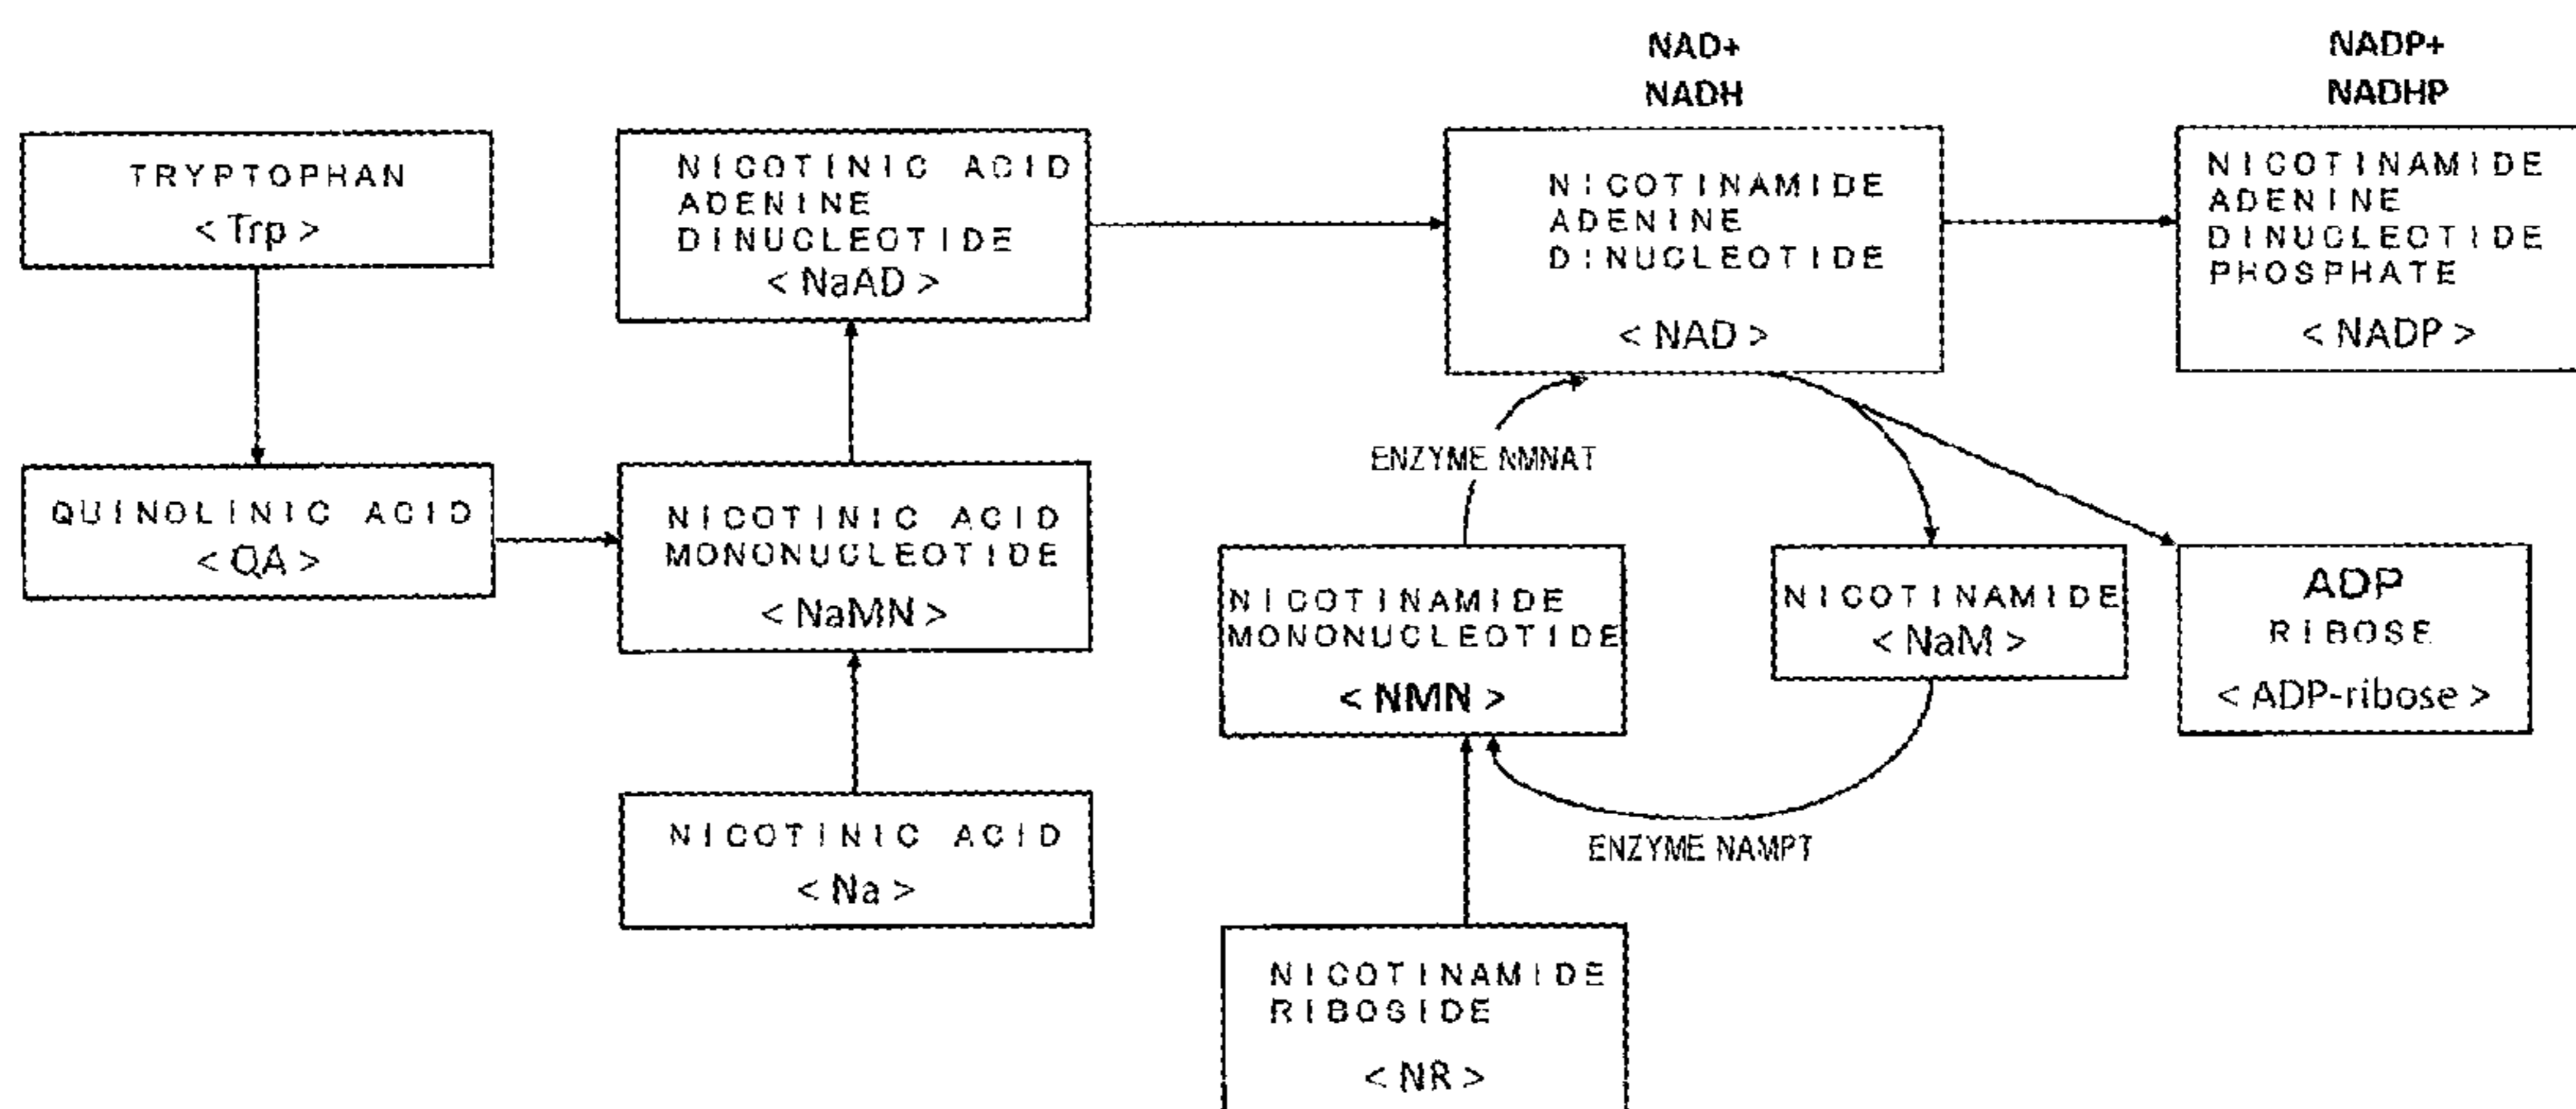 NAD+
NADH
NADP+
NADHP
TRYPTOPHAN
< Trp >
NICOTINIC ACID
ADENINE
DINUCLEOTIDE
< NaAD >
NICOTINAMIDE
ADENINE
DINUCLEOTIDE
< NAD >
NICOTINAMIDE
ADENINE
DINUCLEOTIDE
PHOSPHATE
< NADP >
ENZYME NMNAT
QUINOLINIC ACID
< QA >
NICOTINIC ACID
MONONUCLEOTIDE
< NaMN >
NICOTINAMIDE
MONONUCLEOTIDE
< NMN >
NICOTINAMIDE
< NaM >
ADP
RIBOSE
< ADP-ribose >
NICOTINIC ACID
< Na >
ENZYME NAMPT
NICOTINAMIDE
RIBOSIDE
< NR >